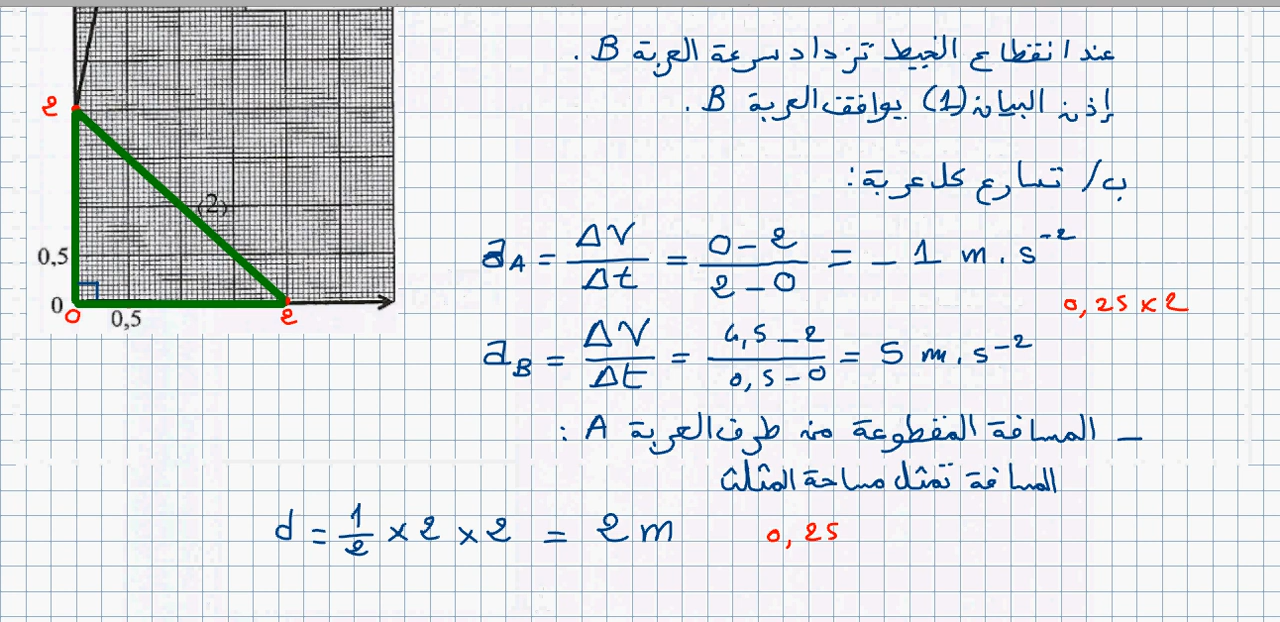 عند انقطاع الخيط تزداد سرعة العربة B .
إذن البيان (1) يوافق العربة B .
ب/ تسارع كل عربة :
a_A = ΔV/Δt = (0 - 2)/(2 - 0) = - 1 m . s⁻²
0,25 x 2
a_B = ΔV/Δt = (4,5 - 2)/(0,5 - 0) = 5 m . s⁻²
- المسافة المقطوعة من طرف العربة A :
المسافة تمثل مساحة المثلث
d = 1/2 x 2 x 2 = 2 m
0,25
2
(2)
0,5
0
0
0,5
2